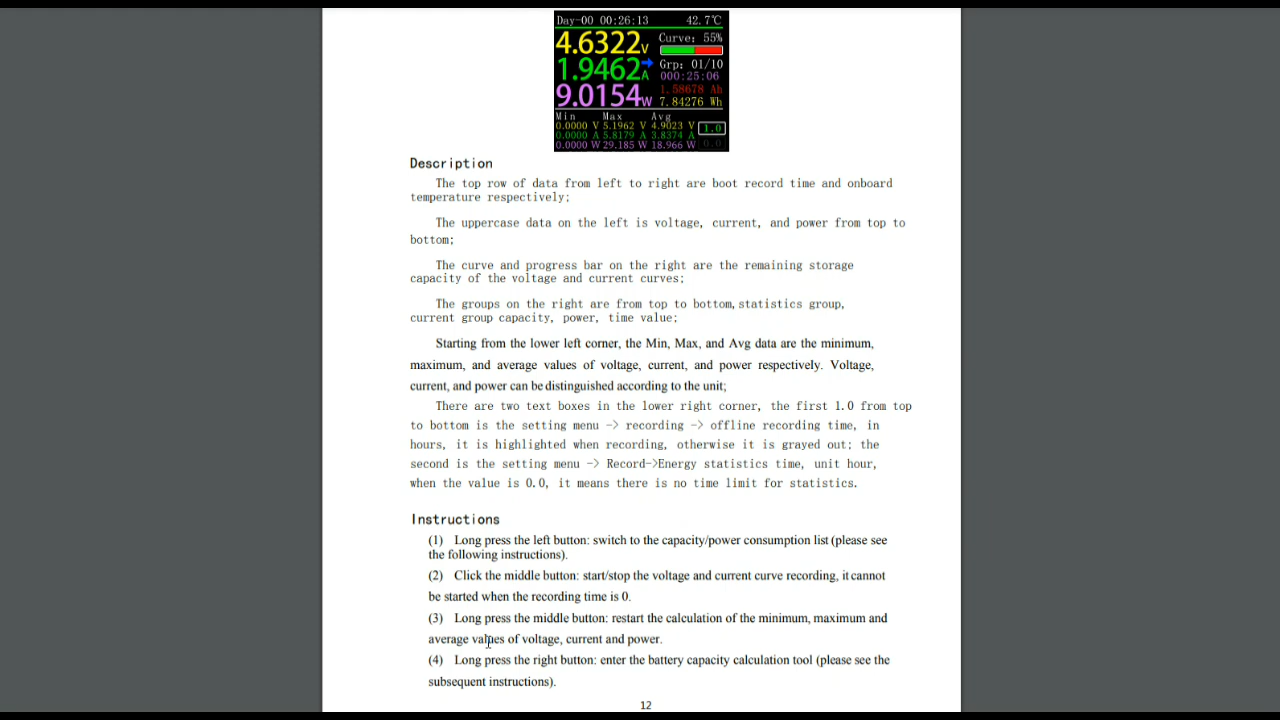 Day-00 00:26:13 42.7℃
4.6322V Curve: 55%
1.9462A Grp: 01/10
000:25:06
9.0154W 1.58678 Ah
7.84276 Wh
Min Max Avg
0.0000 V 5.1962 V 4.9023 V 1.0
0.0000 A 5.8179 A 3.8374 A
0.0000 W 29.185 W 18.966 W 0.0
Description
The top row of data from left to right are boot record time and onboard
temperature respectively;
The uppercase data on the left is voltage, current, and power from top to
bottom;
The curve and progress bar on the right are the remaining storage
capacity of the voltage and current curves;
The groups on the right are from top to bottom, statistics group,
current group capacity, power, time value;
Starting from the lower left corner, the Min, Max, and Avg data are the minimum,
maximum, and average values of voltage, current, and power respectively. Voltage,
current, and power can be distinguished according to the unit;
There are two text boxes in the lower right corner, the first 1.0 from top
to bottom is the setting menu -> recording -> offline recording time, in
hours, it is highlighted when recording, otherwise it is grayed out; the
second is the setting menu -> Record->Energy statistics time, unit hour,
when the value is 0.0, it means there is no time limit for statistics.
Instructions
(1) Long press the left button: switch to the capacity/power consumption list (please see
the following instructions).
(2) Click the middle button: start/stop the voltage and current curve recording, it cannot
be started when the recording time is 0.
(3) Long press the middle button: restart the calculation of the minimum, maximum and
average values of voltage, current and power.
(4) Long press the right button: enter the battery capacity calculation tool (please see the
subsequent instructions).
12